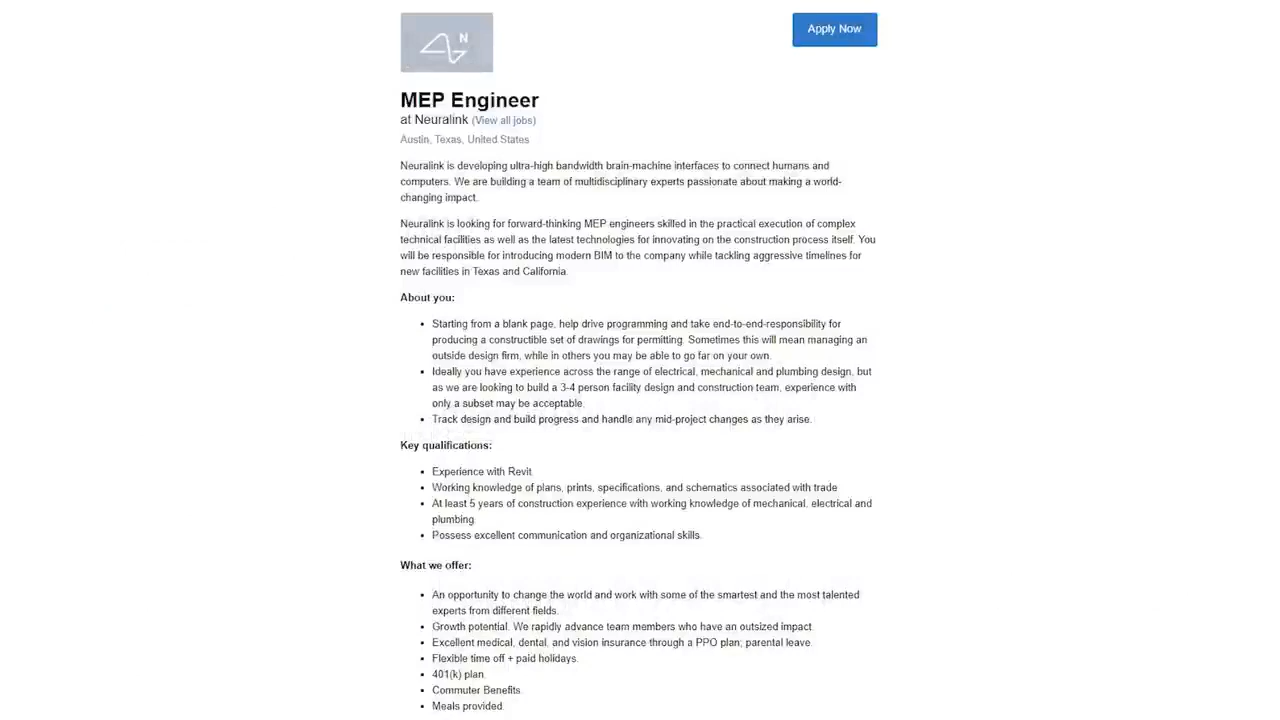 N
Apply Now
MEP Engineer
at Neuralink (View all jobs)
Austin, Texas, United States
Neuralink is developing ultra-high bandwidth brain-machine interfaces to connect humans and
computers. We are building a team of multidisciplinary experts passionate about making a world-
changing impact.
Neuralink is looking for forward-thinking MEP engineers skilled in the practical execution of complex
technical facilities as well as the latest technologies for innovating on the construction process itself. You
will be responsible for introducing modern BIM to the company while tackling aggressive timelines for
new facilities in Texas and California.
About you:
• Starting from a blank page, help drive programming and take end-to-end-responsibility for
producing a constructible set of drawings for permitting. Sometimes this will mean managing an
outside design firm, while in others you may be able to go far on your own.
• Ideally you have experience across the range of electrical, mechanical and plumbing design, but
as we are looking to build a 3-4 person facility design and construction team, experience with
only a subset may be acceptable.
• Track design and build progress and handle any mid-project changes as they arise.
Key qualifications:
• Experience with Revit
• Working knowledge of plans, prints, specifications, and schematics associated with trade
• At least 5 years of construction experience with working knowledge of mechanical, electrical and
plumbing.
• Possess excellent communication and organizational skills.
What we offer:
• An opportunity to change the world and work with some of the smartest and the most talented
experts from different fields.
• Growth potential. We rapidly advance team members who have an outsized impact.
• Excellent medical, dental, and vision insurance through a PPO plan; parental leave.
• Flexible time off + paid holidays.
• 401(k) plan.
• Commuter Benefits.
• Meals provided.